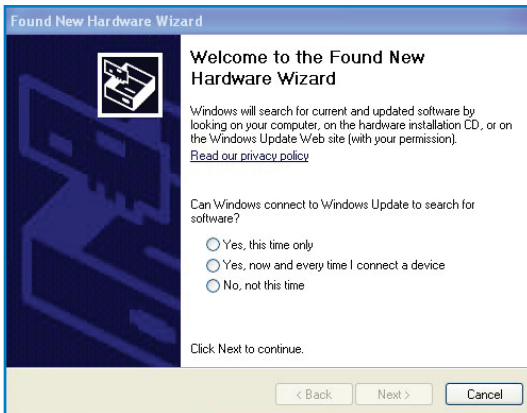 Found New Hardware Wizard
Welcome to the Found New
Hardware Wizard
Windows will search for current and updated software by
looking on your computer, on the hardware installation CD, or on
the Windows Update Web site (with your permission).
Read our privacy policy
Can Windows connect to Windows Update to search for
software?
Yes, this time only
Yes, now and every time I connect a device
No, not this time
Click Next to continue.
< Back Next > Cancel